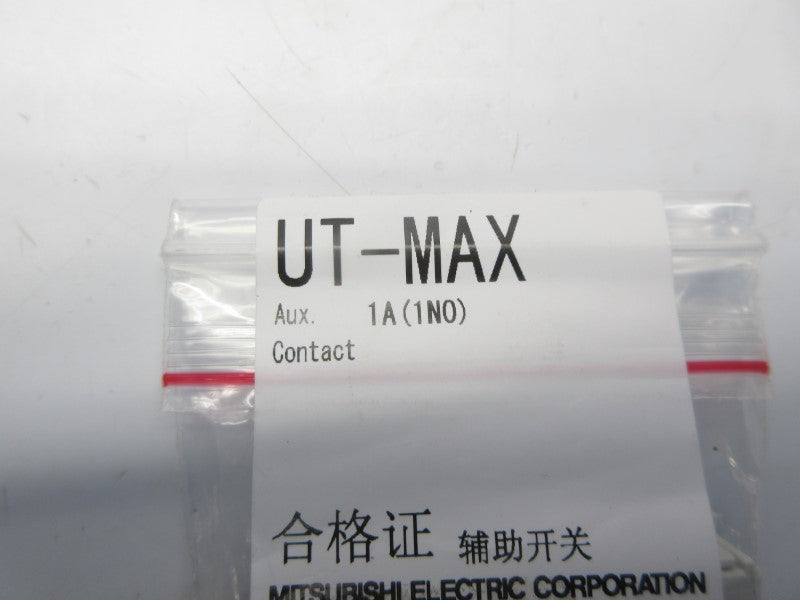 UT-MAX
Aux. 1A(1NO)
Contact
合格证 辅助开关
MITSUBISHI ELECTRIC CORPORATION